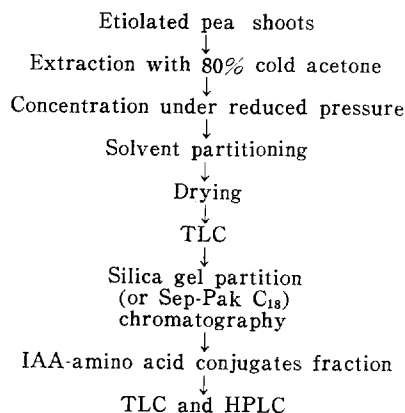 Etiolated pea shoots
↓
Extraction with 80% cold acetone
↓
Concentration under reduced pressure
↓
Solvent partitioning
↓
Drying
↓
TLC
↓
Silica gel partition
(or Sep-Pak C₁₈)
chromatography
↓
IAA-amino acid conjugates fraction
↓
TLC and HPLC